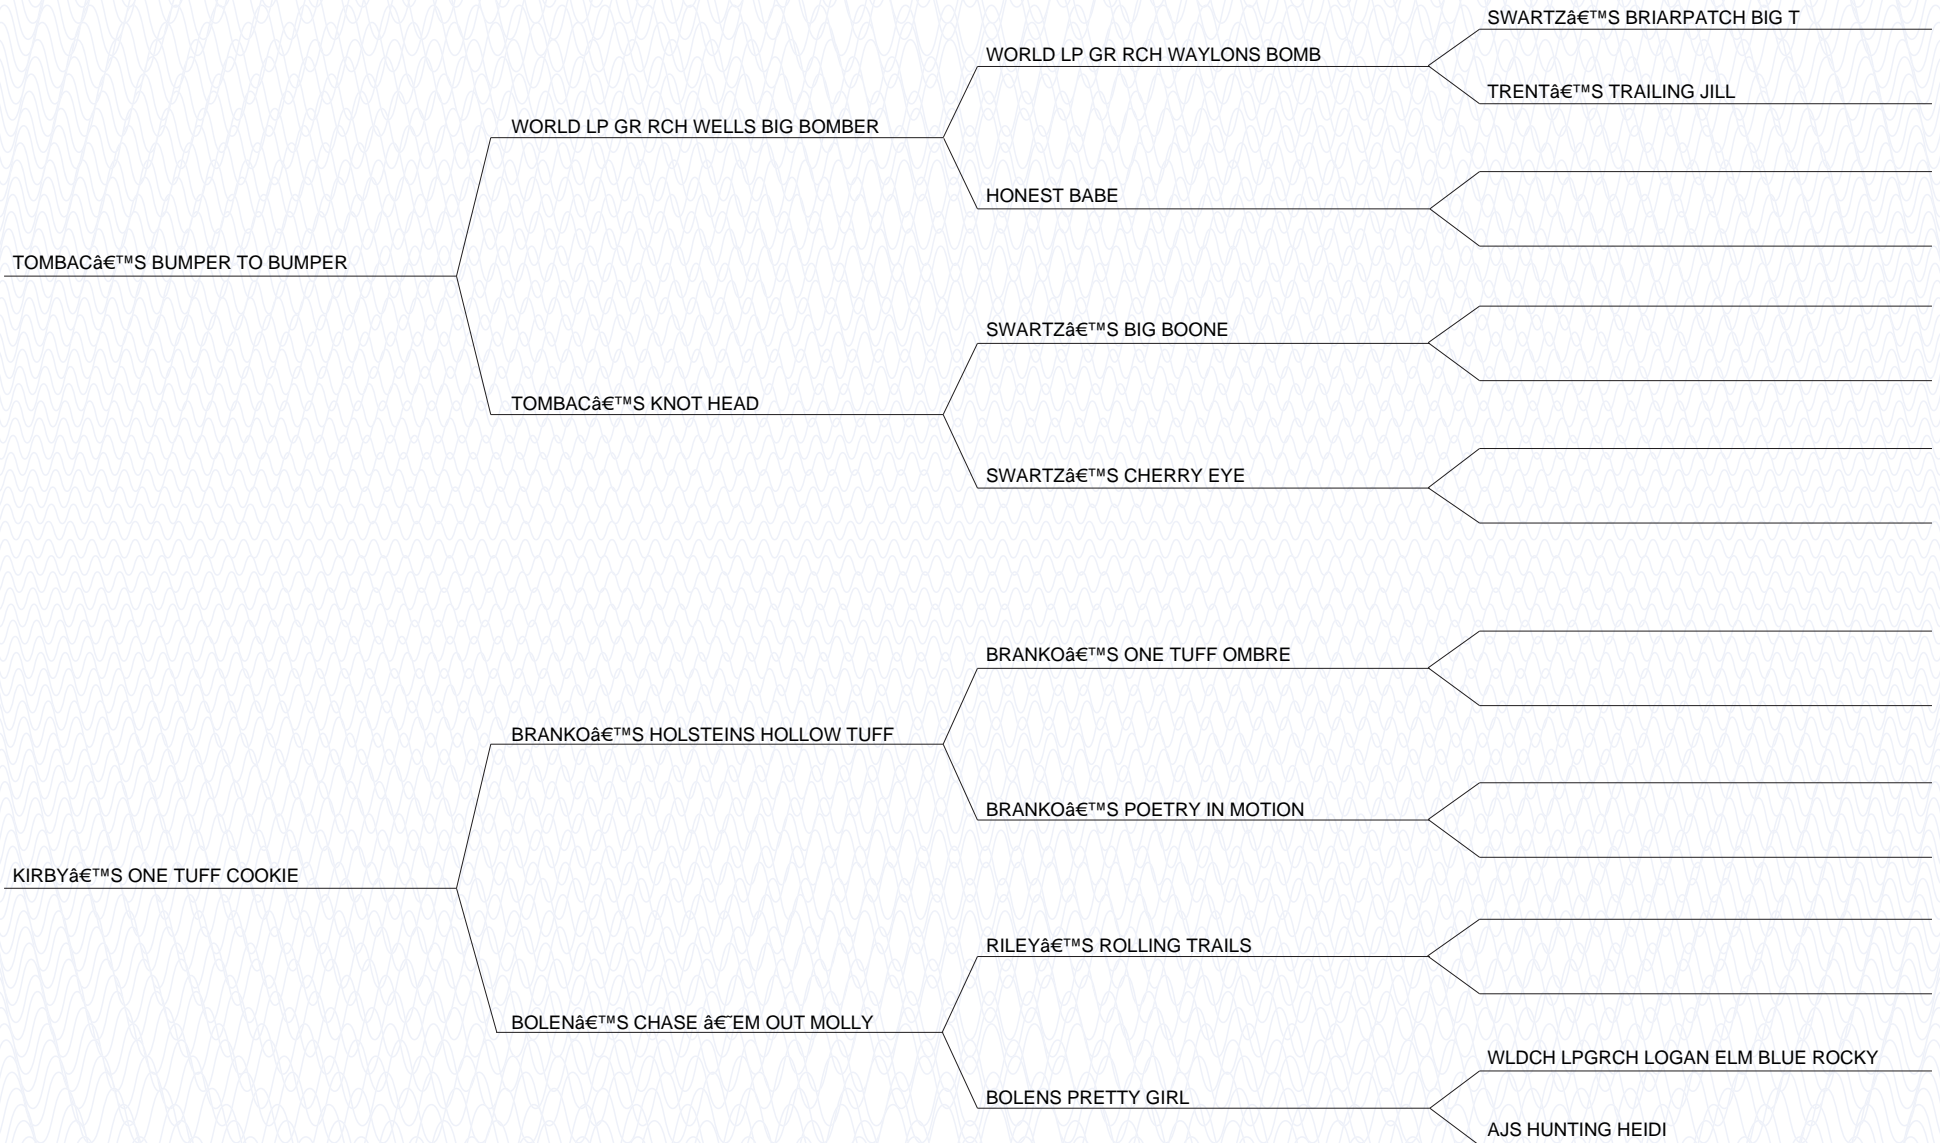 SWARTZâ€™S BRIARPATCH BIG T
WORLD LP GR RCH WAYLONS BOMB
TRENTâ€™S TRAILING JILL
WORLD LP GR RCH WELLS BIG BOMBER
HONEST BABE
TOMBACâ€™S BUMPER TO BUMPER
SWARTZâ€™S BIG BOONE
TOMBACâ€™S KNOT HEAD
SWARTZâ€™S CHERRY EYE
BRANKOâ€™S ONE TUFF OMBRE
BRANKOâ€™S HOLSTEINS HOLLOW TUFF
BRANKOâ€™S POETRY IN MOTION
KIRBYâ€™S ONE TUFF COOKIE
RILEYâ€™S ROLLING TRAILS
BOLENâ€™S CHASE â€˜EM OUT MOLLY
WLDCH LPGRCH LOGAN ELM BLUE ROCKY
BOLENS PRETTY GIRL
AJS HUNTING HEIDI